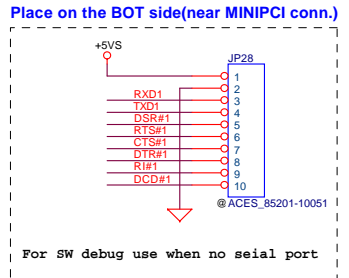 Place on the BOT side(near MINIPCI conn.)
+5VS
JP28
1
2
RXD1 3
TXD1 4
DSR#1 5
RTS#1 6
CTS#1 7
DTR#1 8
RI#1 9
DCD#1 10
@ACES_85201-10051
For SW debug use when no seial port